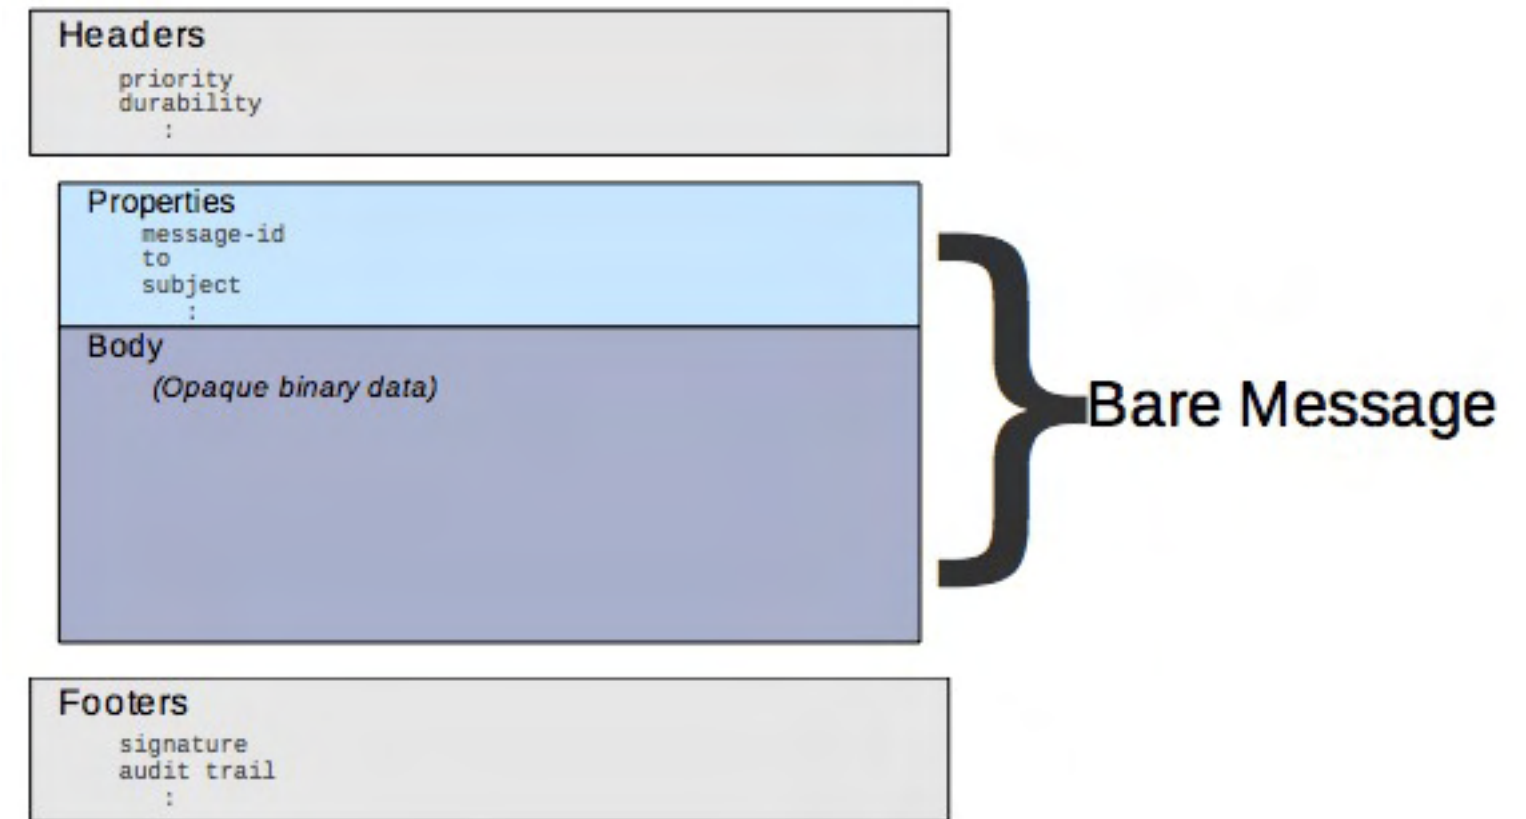 Headers
priority
durability
:
Properties
message-id
to
subject
:
Body
(Opaque binary data)
Bare Message
Footers
signature
audit trail
: